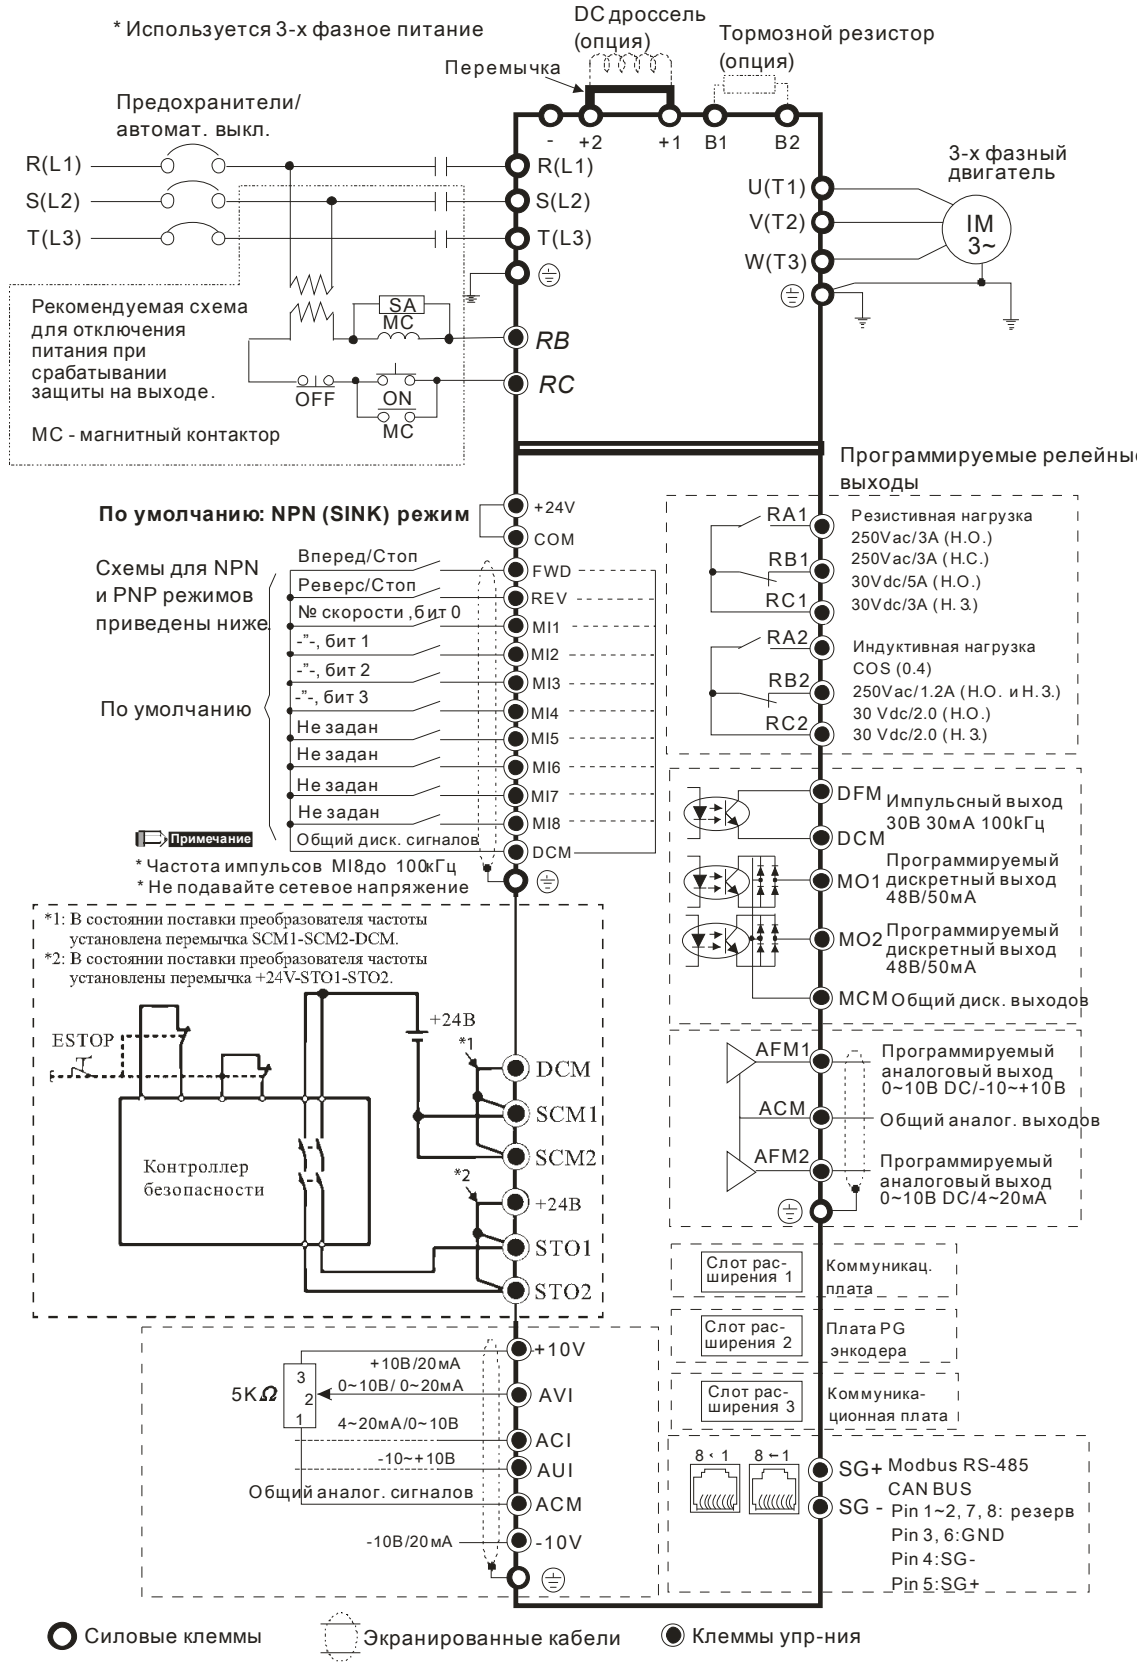 * Используется 3-х фазное питание
DC дроссель
(опция)
Тормозной резистор
(опция)
Перемычка
Предохранители/
автомат. выкл.
- +2 +1 B1 B2
R(L1)
R(L1)
S(L2)
S(L2)
T(L3)
T(L3)
U(T1)
V(T2)
W(T3)
3-х фазный
двигатель
IM
3~
Рекомендуемая схема
для отключения
питания при
срабатывании
защиты на выходе.
МС - магнитный контактор
SA
MC
RB
RC
OFF
ON
MC
По умолчанию: NPN (SINK) режим
Схемы для NPN
и PNP режимов
приведены ниже
По умолчанию
+24V
COM
Вперед/Стоп
FWD
Реверс/Стоп
REV
№ скорости, бит 0
MI1
-”-, бит 1
MI2
-”-, бит 2
MI3
-”-, бит 3
MI4
Не задан
MI5
Не задан
MI6
Не задан
MI7
Не задан
MI8
Общий диск. сигналов
DCM
Примечание
* Частота импульсов MI8до 100кГц
* Не подавайте сетевое напряжение
Программируемые релейные
выходы
RA1
RB1
RC1
Резистивная нагрузка
250Vac/3A (Н.О.)
250Vac/3A (Н.С.)
30Vdc/5A (Н.О.)
30Vdc/3A (Н.З.)
RA2
RB2
RC2
Индуктивная нагрузка
COS (0.4)
250Vac/1.2A (Н.О. и Н.З.)
30 Vdc/2.0 (Н.О.)
30 Vdc/2.0 (Н.З.)
DFM
DCM
Импульсный выход
30В 30мА 100кГц
MO1
Программируемый
дискретный выход
48В/50мА
MO2
Программируемый
дискретный выход
48В/50мА
MCM
Общий диск. выходов
*1: В состоянии поставки преобразователя частоты
установлена перемычка SCM1-SCM2-DCM.
*2: В состоянии поставки преобразователя частоты
установлены перемычка +24V-STO1-STO2.
ESTOP
Контроллер
безопасности
+24В
*1
DCM
SCM1
SCM2
*2
+24В
STO1
STO2
AFM1
Программируемый
аналоговый выход
0~10В DC/-10~+10В
ACM
Общий аналог. выходов
AFM2
Программируемый
аналоговый выход
0~10В DC/4~20мА
Слот рас-
ширения 1
Коммуникац.
плата
Слот рас-
ширения 2
Плата PG
энкодера
Слот рас-
ширения 3
Коммуника-
ционная плата
5KΩ
3
2
1
+10V
+10В/20мА
0~10В/ 0~20мА
AVI
4~20мА/0~10В
ACI
-10~+10В
AUI
Общий аналог. сигналов
ACM
-10В/20мА
-10V
8 ← 1
8 ← 1
SG+
SG -
Modbus RS-485
CAN BUS
Pin 1~2, 7, 8: резерв
Pin 3, 6:GND
Pin 4:SG-
Pin 5:SG+
Силовые клеммы
Экранированные кабели
Клеммы упр-ния